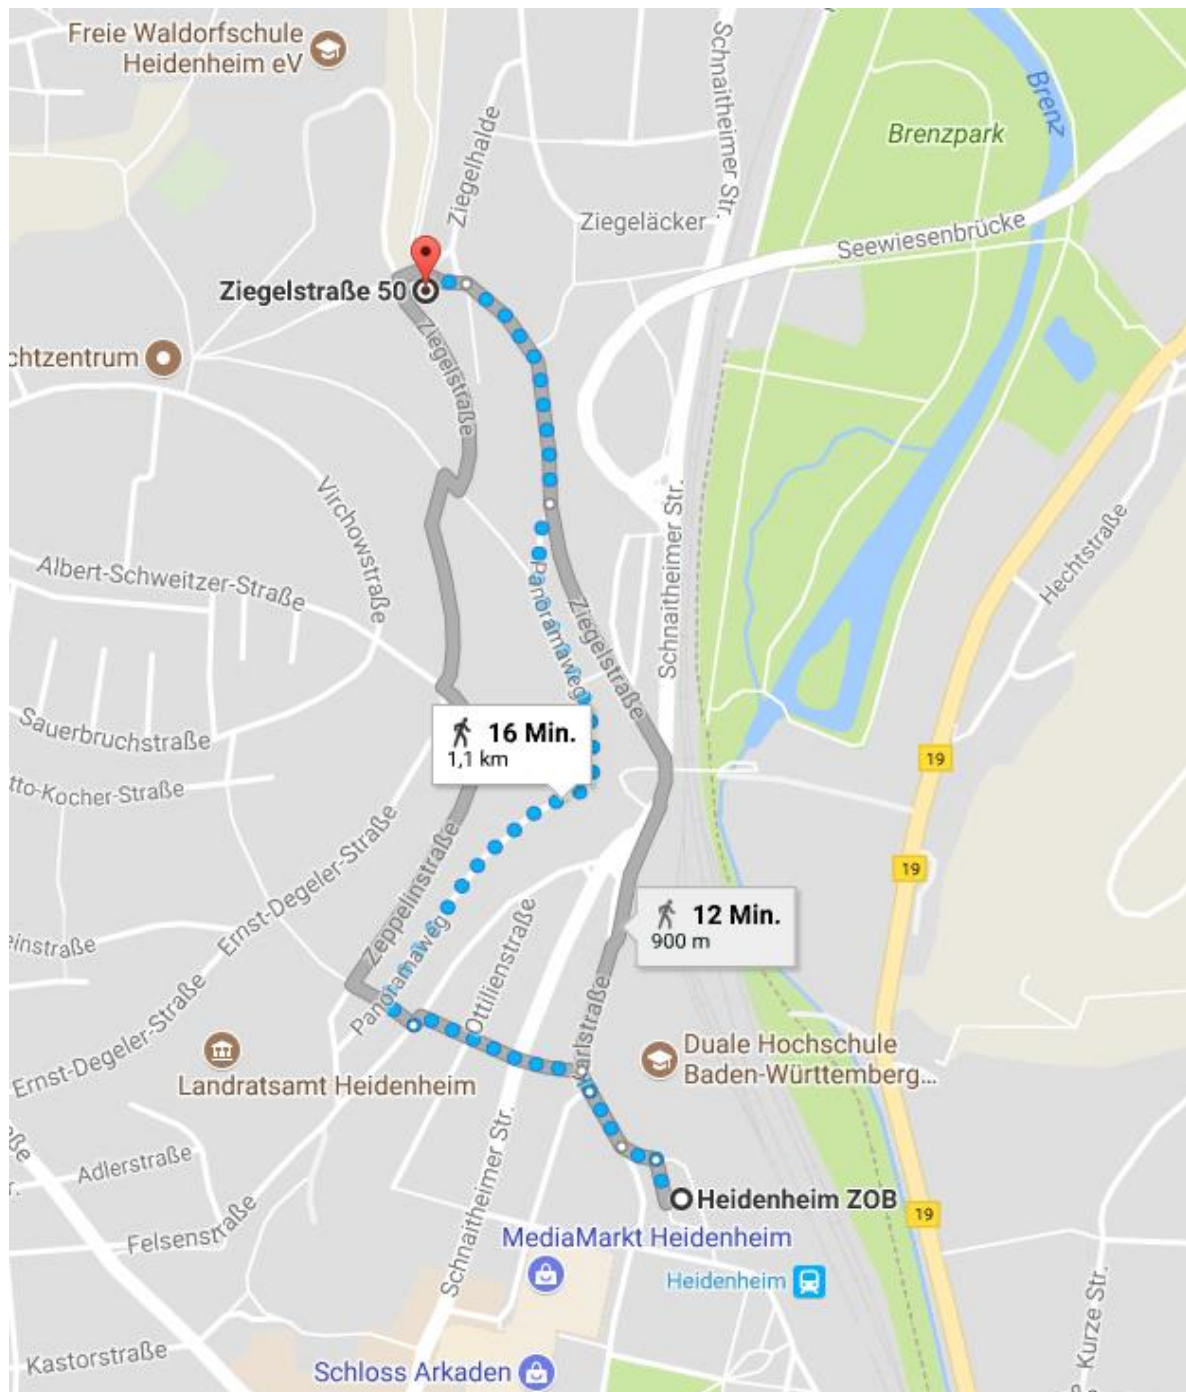 Freie Waldorfschule
Heidenheim eV
Ziegelhalde
Schnaitheimer Str.
Brenz
Brenzpark
Ziegeläcker
Seewiesenbrücke
Ziegelstraße 50
chtzentrum
Ziegelstraße
Virchowstraße
Albert-Schweitzer-Straße
Hechtstraße
Panoramaweg
Ziegelstraße
Schnaitheimer Str.
Sauerbruchstraße
16 Min.
1,1 km
19
tto-Kocher-Straße
Ernst-Degeler-Straße
Zeppelinstraße
19
12 Min.
900 m
einstraße
Panoramaweg
Ottilienstraße
Karlstraße
Ernst-Degeler-Straße
Landratsamt Heidenheim
Duale Hochschule
Baden-Württemberg...
aße
r.
Adlerstraße
Felsenstraße
Schnaitheimer Str.
Heidenheim ZOB
19
MediaMarkt Heidenheim
Heidenheim
Kurze Str.
Kastorstraße
Schloss Arkaden